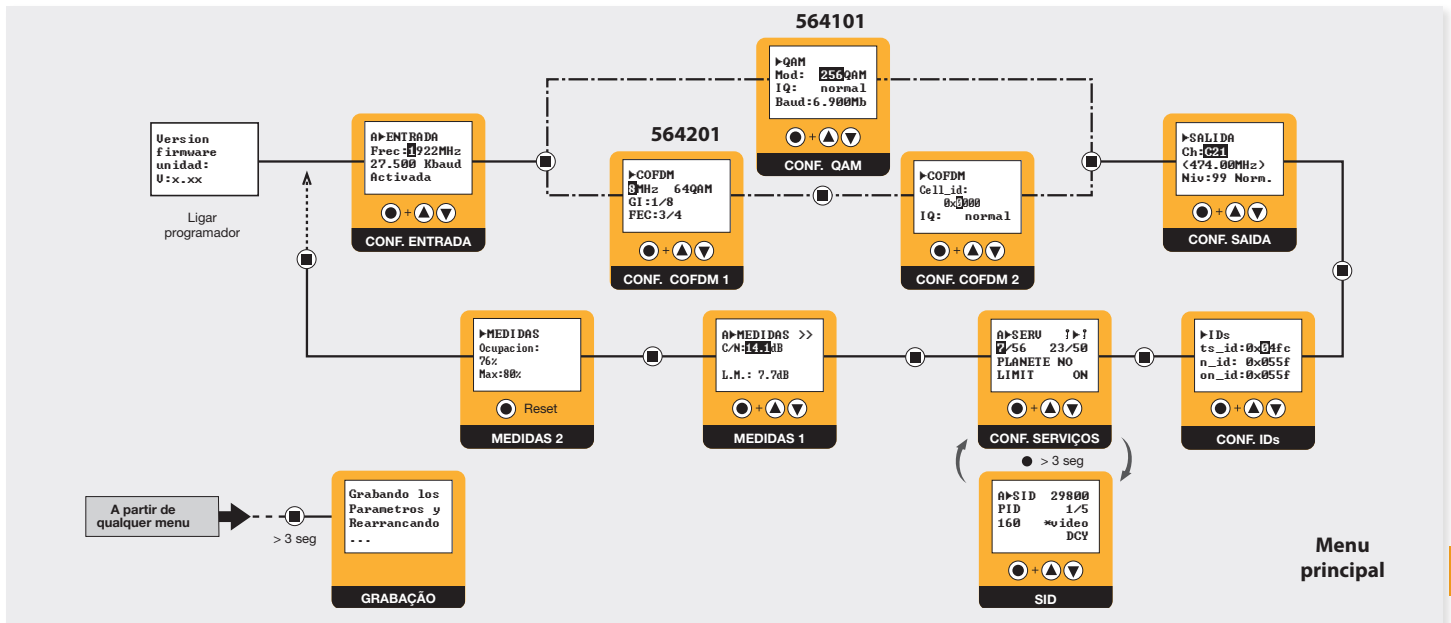 564101
▶QAM
Mod: 256QAM
IQ: normal
Baud:6.900Mb
+
CONF. QAM
Version
firmware
unidad:
V:x.xx
Ligar
programador
A▶ENTRADA
Frec:1922MHz
27.500 Kbaud
Activada
+
CONF. ENTRADA
564201
▶COFDM
8MHz 64QAM
GI:1/8
FEC:3/4
+
CONF. COFDM 1
▶COFDM
Cell_id:
0x0000
IQ: normal
+
CONF. COFDM 2
▶SALIDA
Ch:C21
(474.00MHz)
Niv:99 Norm.
+
CONF. SAIDA
▶MEDIDAS
Ocupacion:
76%
Max:80%
Reset
MEDIDAS 2
A▶MEDIDAS >>
C/N:14.1dB
L.M.: 7.7dB
+
MEDIDAS 1
A▶SERV ?▶?
7/56 23/50
PLANETE NO
LIMIT ON
+
CONF. SERVIÇOS
> 3 seg
▶IDs
ts_id:0x04fc
n_id: 0x055f
on_id:0x055f
+
CONF. IDs
A partir de
qualquer menu
> 3 seg
Grabando los
Parametros y
Rearrancando
...
GRABAÇÃO
A▶SID 29800
PID 1/5
160 *video
DCY
+
SID
Menu
principal